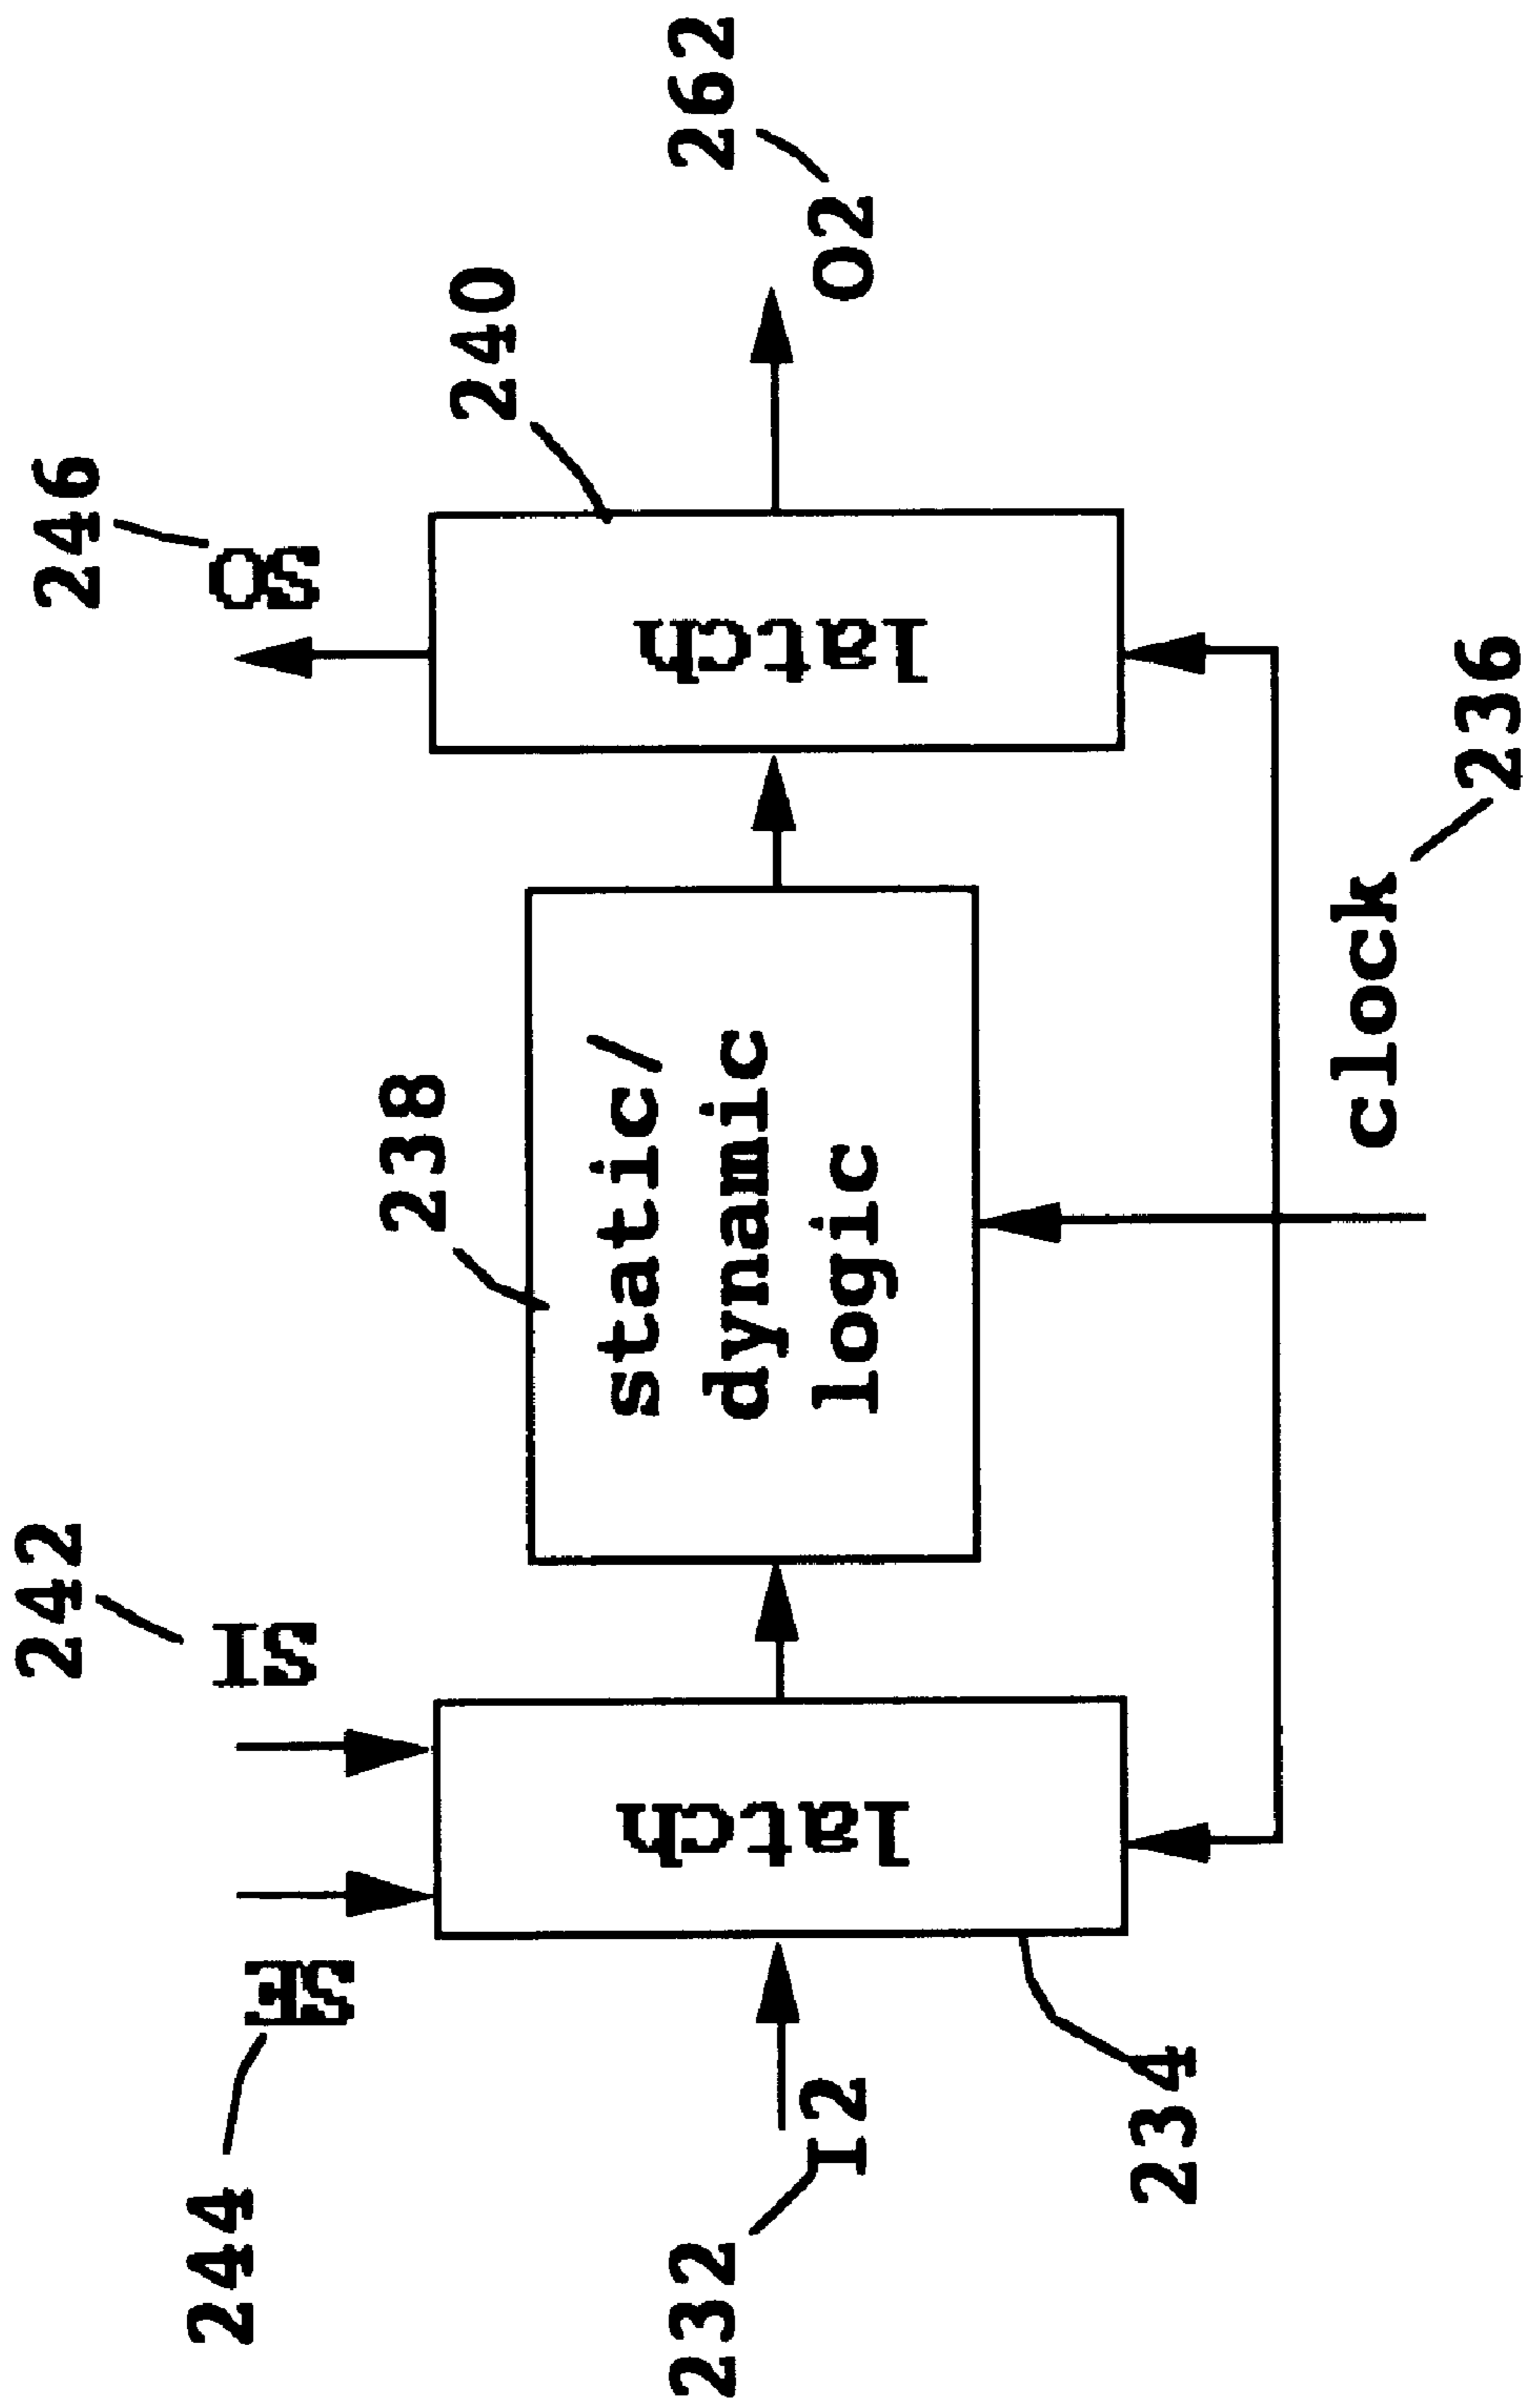 242
246
244
SE
SI
SO
262
240
238
232
I2
latch
static/
dynamic
logic
latch
O2
234
clock
236